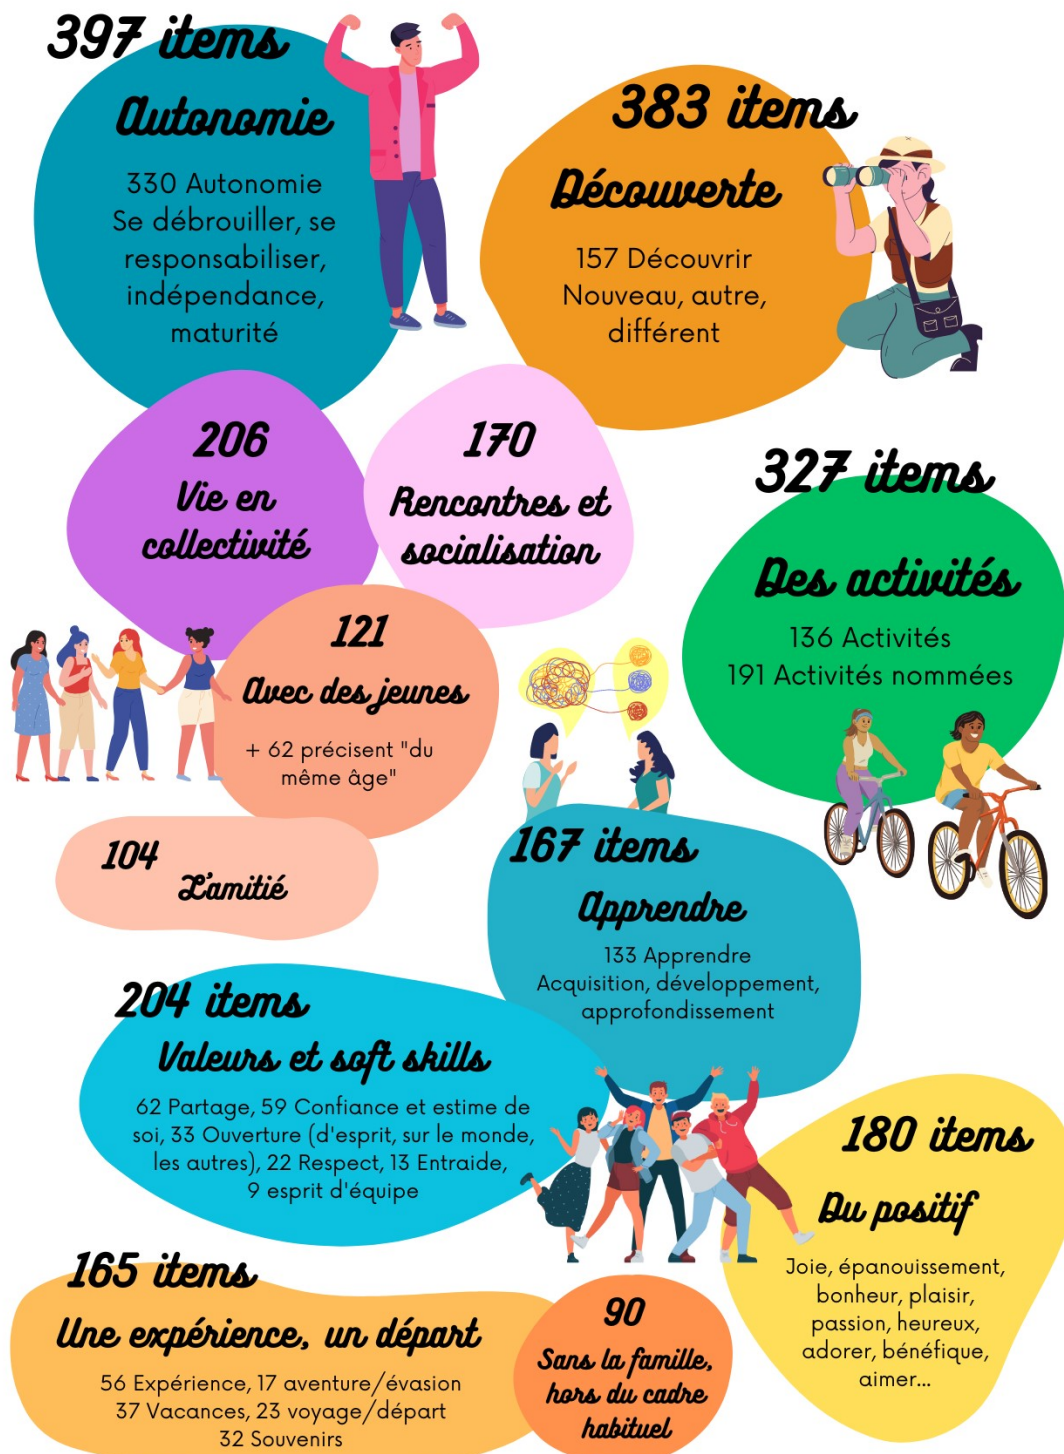 397 items
Autonomie
330 Autonomie
Se débrouiller, se
responsabiliser,
indépendance,
maturité
383 items
Découverte
157 Découvrir
Nouveau, autre,
différent
206
Vie en
collectivité
170
Rencontres et
socialisation
327 items
Des activités
136 Activités
191 Activités nommées
121
Avec des jeunes
+ 62 précisent "du
même âge"
104
L'amitié
167 items
Apprendre
133 Apprendre
Acquisition, développement,
approfondissement
204 items
Valeurs et soft skills
62 Partage, 59 Confiance et estime de
soi, 33 Ouverture (d'esprit, sur le monde,
les autres), 22 Respect, 13 Entraide,
9 esprit d'équipe
180 items
Du positif
Joie, épanouissement,
bonheur, plaisir,
passion, heureux,
adorer, bénéfique,
aimer...
165 items
Une expérience, un départ
56 Expérience, 17 aventure/évasion
37 Vacances, 23 voyage/départ
32 Souvenirs
90
Sans la famille,
hors du cadre
habituel